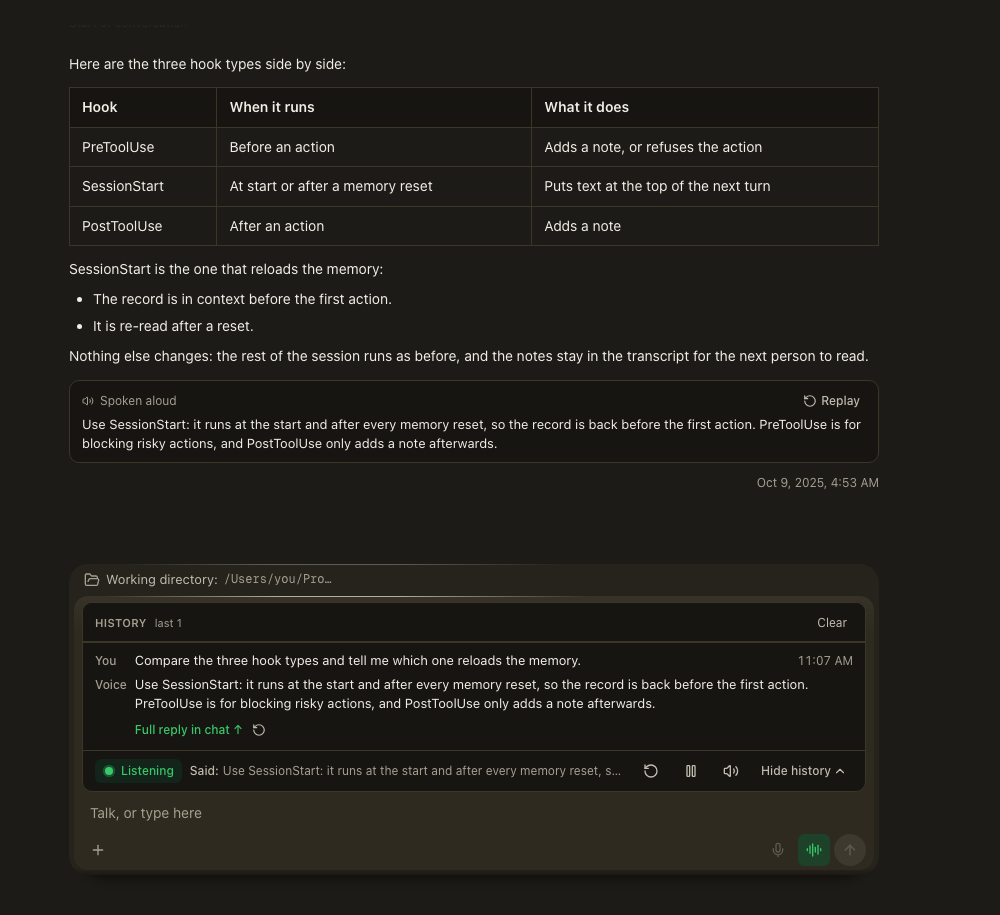 Here are the three hook types side by side:
Hook When it runs What it does
PreToolUse Before an action Adds a note, or refuses the action
SessionStart At start or after a memory reset Puts text at the top of the next turn
PostToolUse After an action Adds a note
SessionStart is the one that reloads the memory:
• The record is in context before the first action.
• It is re-read after a reset.
Nothing else changes: the rest of the session runs as before, and the notes stay in the transcript for the next person to read.
Spoken aloud Replay
Use SessionStart: it runs at the start and after every memory reset, so the record is back before the first action. PreToolUse is for
blocking risky actions, and PostToolUse only adds a note afterwards.
Oct 9, 2025, 4:53 AM
Working directory: /Users/you/Pro…
HISTORY last 1 Clear
You Compare the three hook types and tell me which one reloads the memory. 11:07 AM
Voice Use SessionStart: it runs at the start and after every memory reset, so the record is back before the first action.
PreToolUse is for blocking risky actions, and PostToolUse only adds a note afterwards.
Full reply in chat ↑
Listening Said: Use SessionStart: it runs at the start and after every memory reset, s… Hide history
Talk, or type here